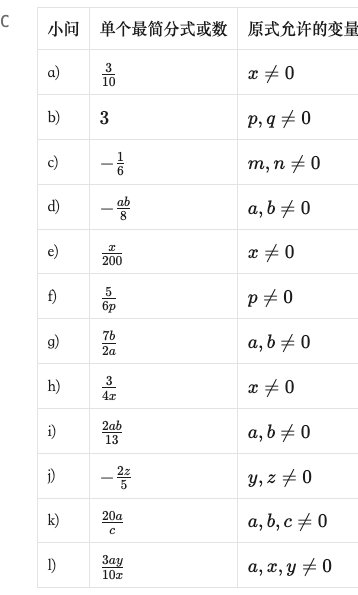 C
小问 单个最简分式或数 原式允许的变量
a) 3/10 x ≠ 0
b) 3 p, q ≠ 0
c) −1/6 m, n ≠ 0
d) −ab/8 a, b ≠ 0
e) x/200 x ≠ 0
f) 5/6p p ≠ 0
g) 7b/2a a, b ≠ 0
h) 3/4x x ≠ 0
i) 2ab/13 a, b ≠ 0
j) −2z/5 y, z ≠ 0
k) 20a/c a, b, c ≠ 0
l) 3ay/10x a, x, y ≠ 0